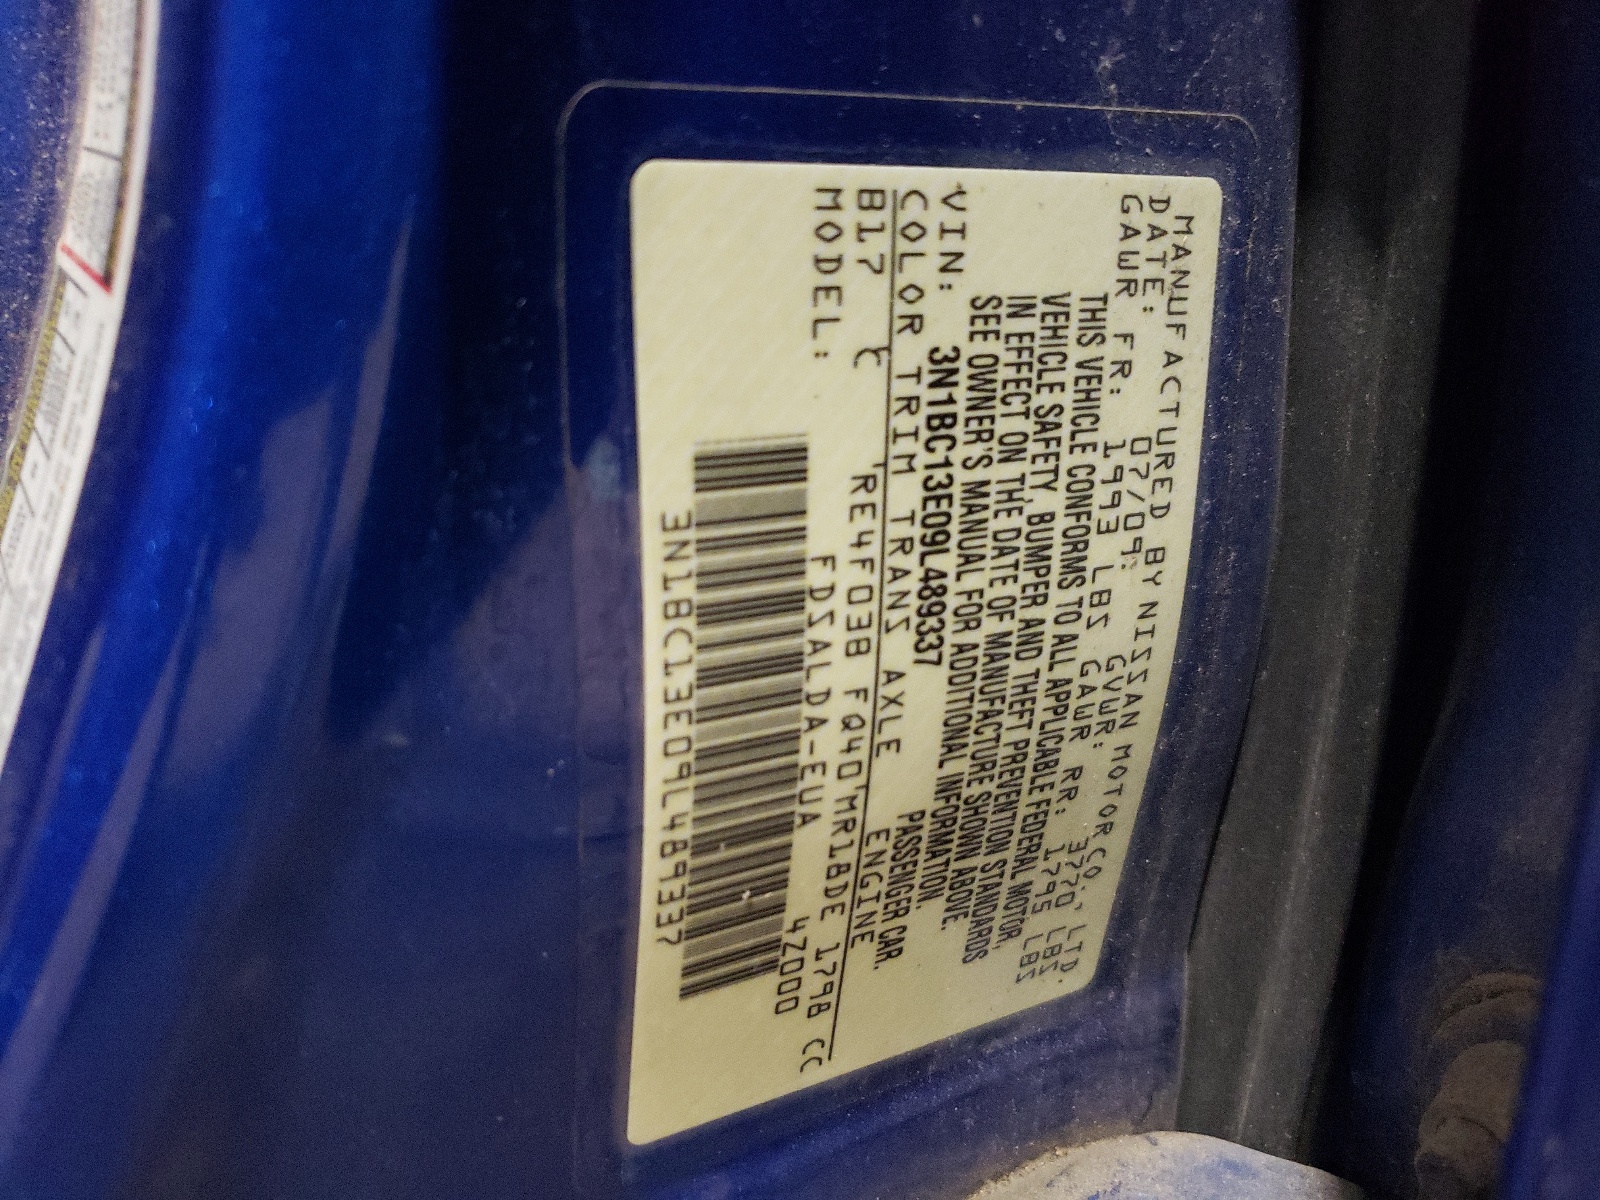 MANUFACTURED BY NISSAN MOTOR CO., LTD.
DATE: 07/09 GVWR: 3770 LBS
GAWR FR: 1993 LBS GAWR RR: 1795 LBS
THIS VEHICLE CONFORMS TO ALL APPLICABLE FEDERAL MOTOR
VEHICLE SAFETY, BUMPER AND THEFT PREVENTION STANDARDS
IN EFFECT ON THE DATE OF MANUFACTURE SHOWN ABOVE.
SEE OWNER'S MANUAL FOR ADDITIONAL INFORMATION.
VIN: 3N1BC13E09L489337 PASSENGER CAR.
COLOR TRIM TRANS AXLE ENGINE
B17 C RE4F03B FQ40 MR18DE 1798 CC
MODEL: FDSALDA-EUA 4Z000
3N1BC13E09L489337